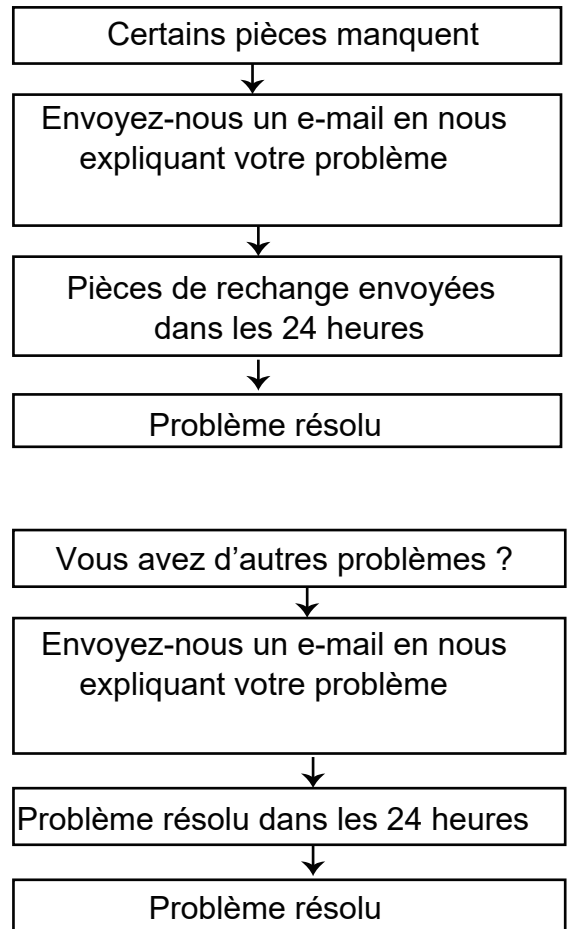 Certains pièces manquent
Envoyez-nous un e-mail en nous
expliquant votre problème
Pièces de rechange envoyées
dans les 24 heures
Problème résolu
Vous avez d’autres problèmes ?
Envoyez-nous un e-mail en nous
expliquant votre problème
Problème résolu dans les 24 heures
Problème résolu